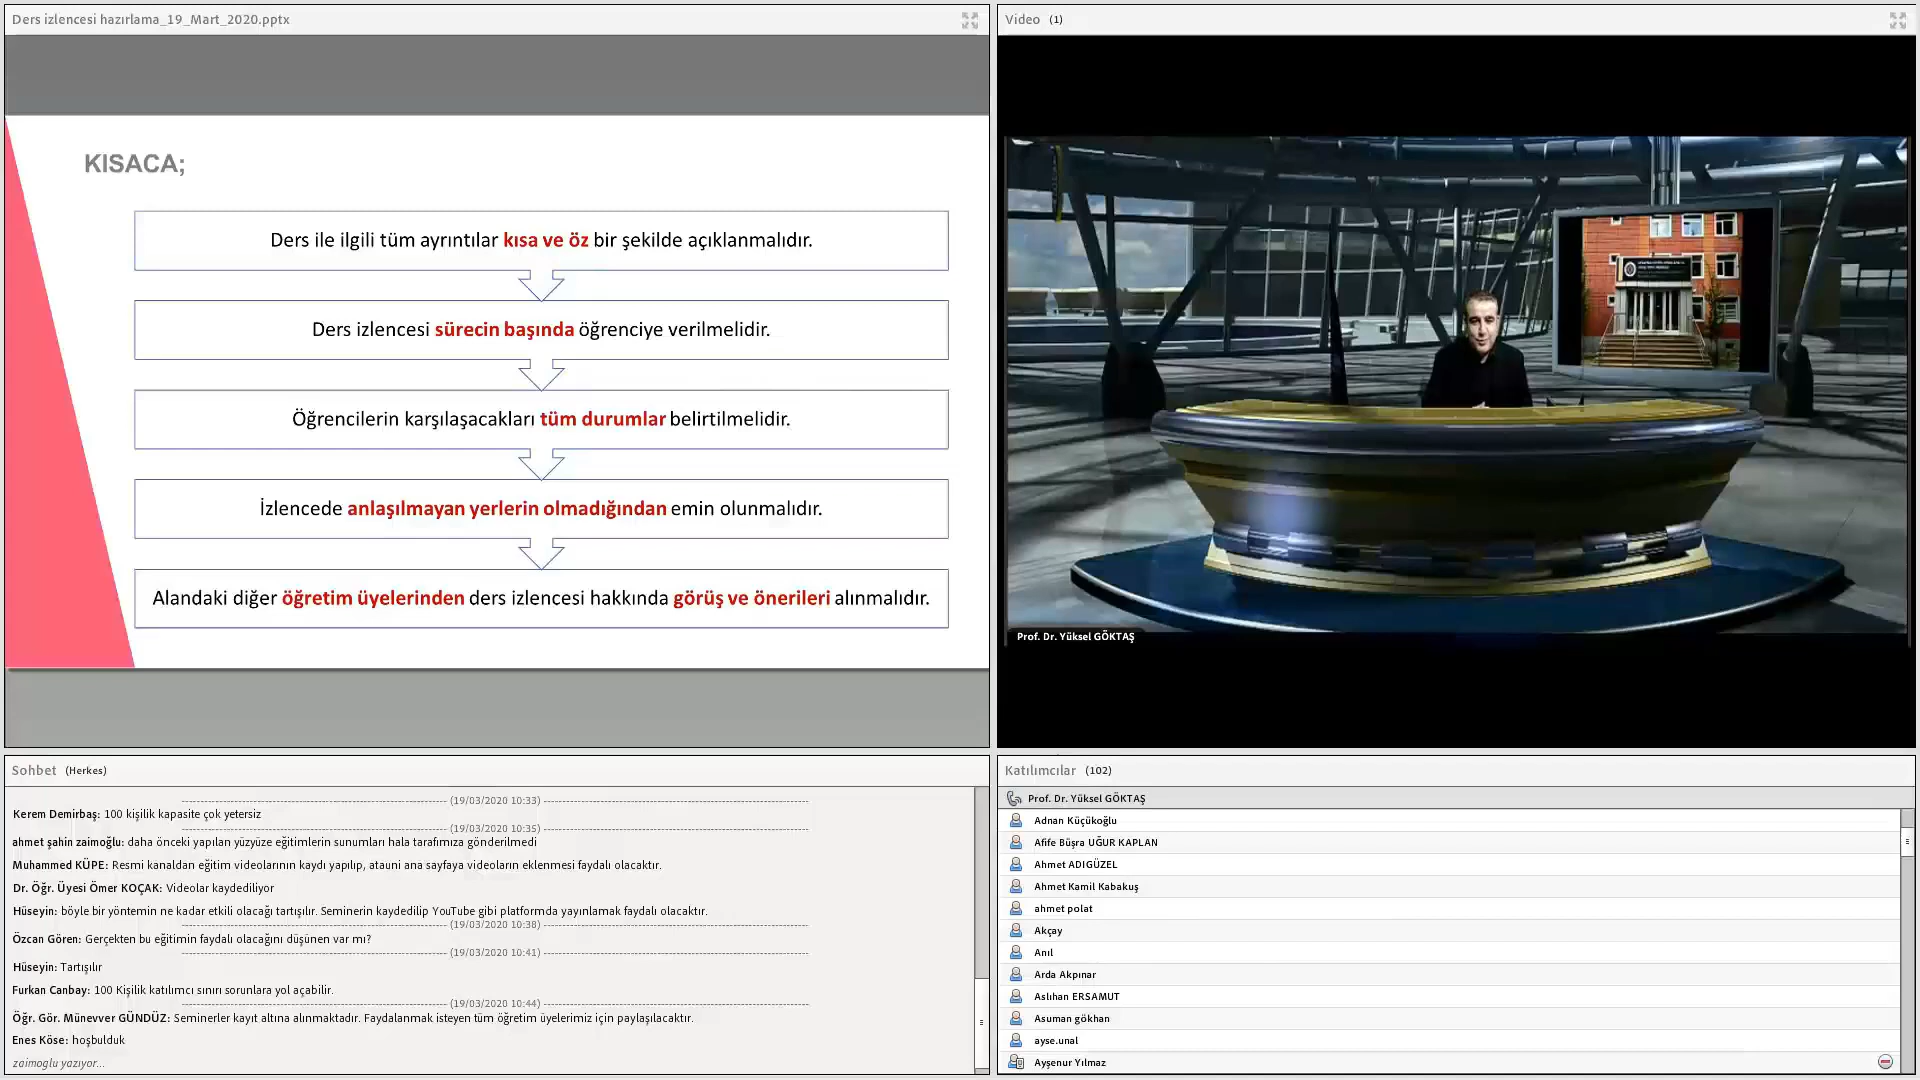 Ders izlencesi hazırlama_19_Mart_2020.pptx
KISACA;
Ders ile ilgili tüm ayrıntılar kısa ve öz bir şekilde açıklanmalıdır.
Ders izlencesi sürecin başında öğrenciye verilmelidir.
Öğrencilerin karşılaşacakları tüm durumlar belirtilmelidir.
İzlencede anlaşılmayan yerlerin olmadığından emin olunmalıdır.
Alandaki diğer öğretim üyelerinden ders izlencesi hakkında görüş ve önerileri alınmalıdır.
Video (1)
Prof. Dr. Yüksel GÖKTAŞ
Sohbet (Herkes)
(19/03/2020 10:33)
Kerem Demirbaş: 100 kişilik kapasite çok yetersiz
(19/03/2020 10:35)
ahmet şahin zaimoğlu: daha önceki yapılan yüzyüze eğitimlerin sunumları hala tarafımıza gönderilmedi
Muhammed KÜPE: Resmi kanaldan eğitim videolarının kaydı yapılıp, atauni ana sayfaya videoların eklenmesi faydalı olacaktır.
Dr. Öğr. Üyesi Ömer KOÇAK: Videolar kaydediliyor
Hüseyin: böyle bir yöntemin ne kadar etkili olacağı tartışılır. Seminerin kaydedilip YouTube gibi platformda yayınlamak faydalı olacaktır.
(19/03/2020 10:38)
Özcan Gören: Gerçekten bu eğitimin faydalı olacağını düşünen var mı?
(19/03/2020 10:41)
Hüseyin: Tartışılır
Furkan Canbay: 100 Kişilik katılımcı sınırı sorunlara yol açabilir.
(19/03/2020 10:44)
Öğr. Gör. Münevver GÜNDÜZ: Seminerler kayıt altına alınmaktadır. Faydalanmak isteyen tüm öğretim üyelerimiz için paylaşılacaktır.
Enes Köse: hoşbulduk
zaimoglu yazıyor...
Katılımcılar (102)
Prof. Dr. Yüksel GÖKTAŞ
Adnan Küçükoğlu
Afife Büşra UĞUR KAPLAN
Ahmet ADIGÜZEL
Ahmet Kamil Kabakuş
ahmet polat
Akçay
Anıl
Arda Akpınar
Aslıhan ERSAMUT
Asuman gökhan
ayse.unal
Ayşenur Yılmaz